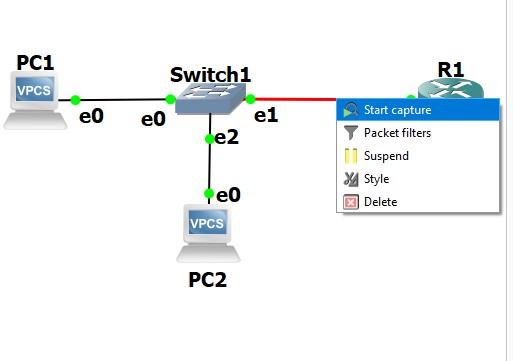 PC1
VPCS
e0
e0
Switch1
e1
e2
R1
Start capture
Packet filters
Suspend
Style
Delete
e0
VPCS
PC2